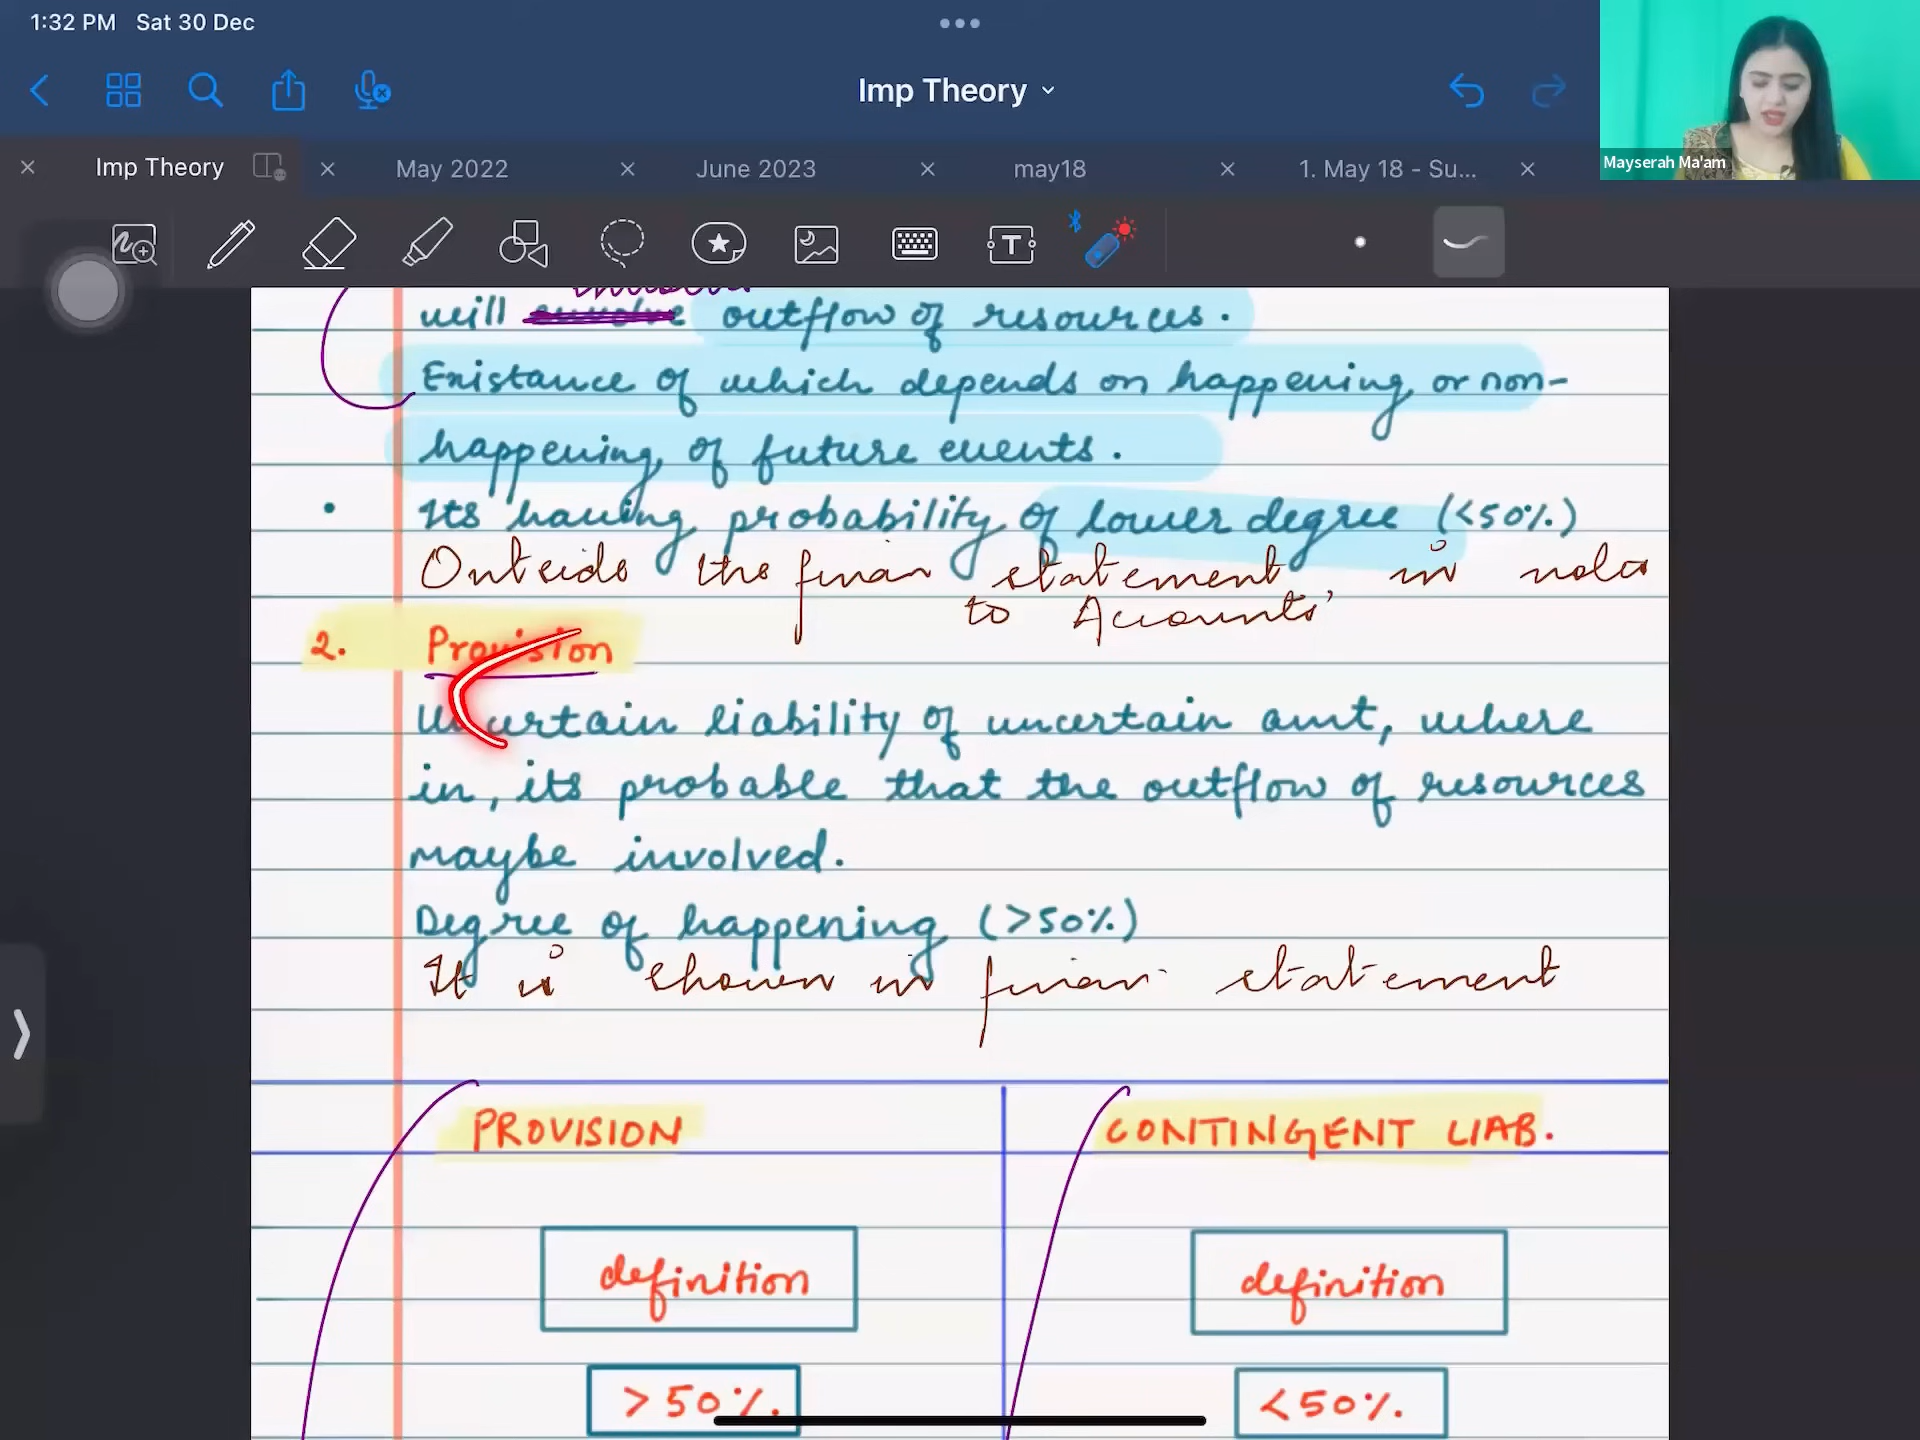 1:32 PM Sat 30 Dec
Imp Theory
Mayserah Ma'am
Imp Theory
May 2022
June 2023
may18
1. May 18 - Su...
will outflow of resources.
Existance of which depends on happening or non-
happening of future events.
• Its having probability of lower degree (<50%)
Outside the finan statement in notes
to Accounts'
2. Provision
Uncertain liability of uncertain amt, where
in, its probable that the outflow of resources
maybe involved.
Degree of happening (>50%)
It is shown in finan. statement
PROVISION
CONTINGENT LIAB.
definition
definition
>50%.
<50%.